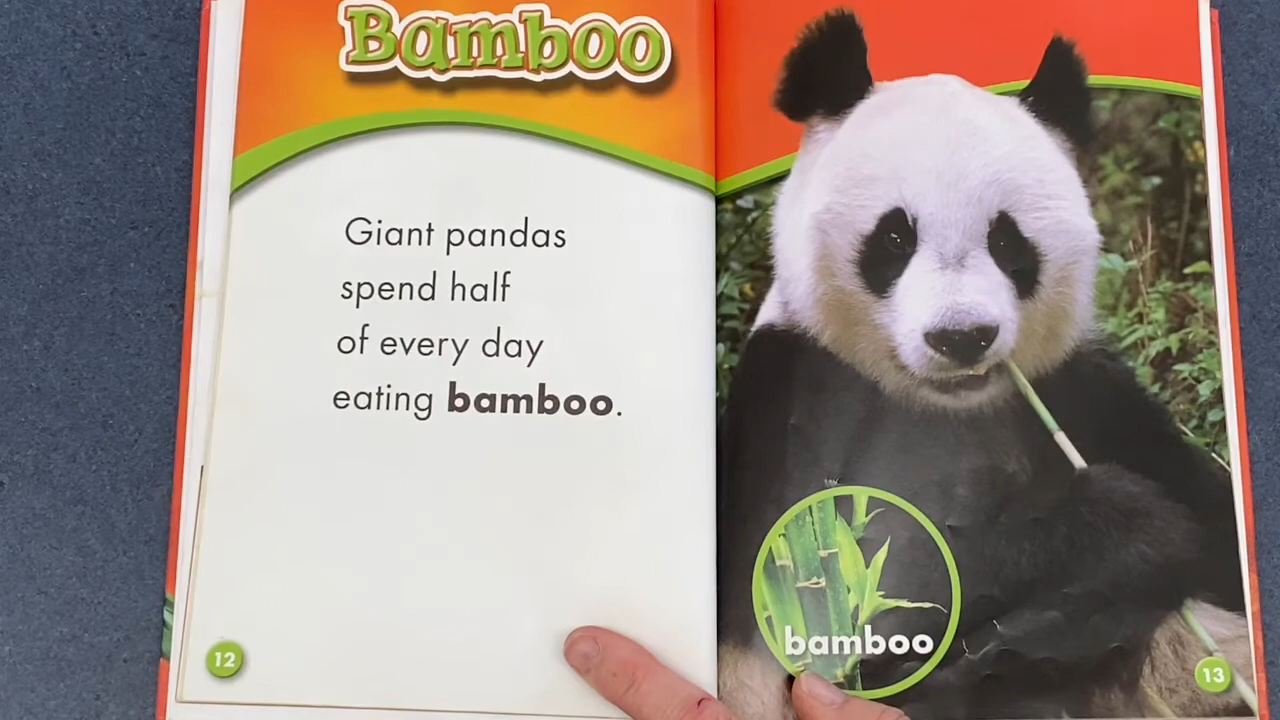 Bamboo
Giant pandas
spend half
of every day
eating bamboo.
12
bamboo
13